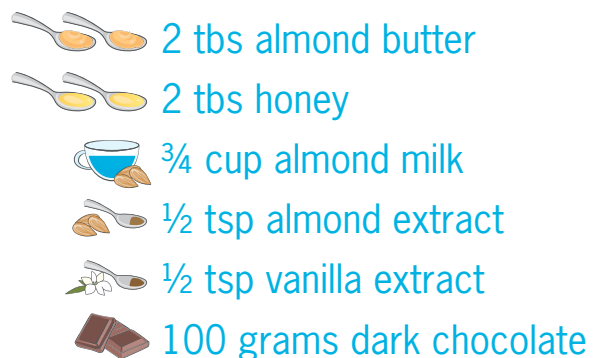 2 tbs almond butter
2 tbs honey
¾ cup almond milk
½ tsp almond extract
½ tsp vanilla extract
100 grams dark chocolate